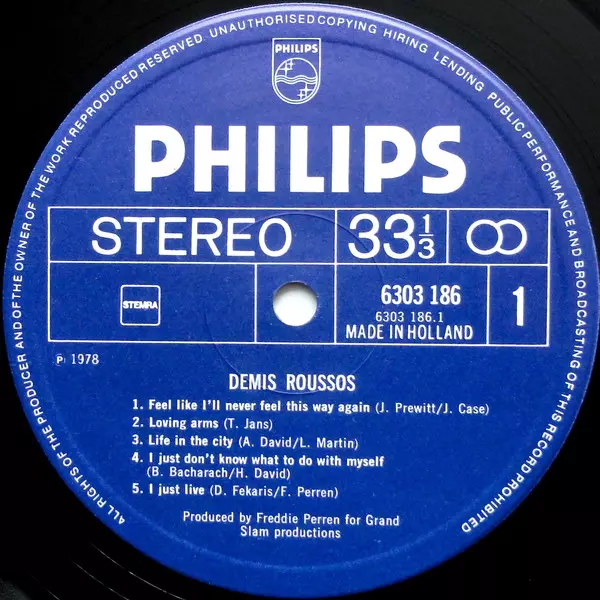 ALL RIGHTS OF THE PRODUCER AND OF THE OWNER OF THE WORK REPRODUCED RESERVED. UNAUTHORISED COPYING HIRING LENDING PUBLIC PERFORMANCE AND BROADCASTING OF THIS RECORD PROHIBITED
PHILIPS
PHILIPS
STEREO 33 1/3
STEMRA
6303 186
6303 186.1
MADE IN HOLLAND
1
Ⓟ 1978
DEMIS ROUSSOS
1. Feel like I'll never feel this way again (J. Prewitt/J. Case)
2. Loving arms (T. Jans)
3. Life in the city (A. David/L. Martin)
4. I just don't know what to do with myself
(B. Bacharach/H. David)
5. I just live (D. Fekaris/F. Perren)
Produced by Freddie Perren for Grand
Slam productions